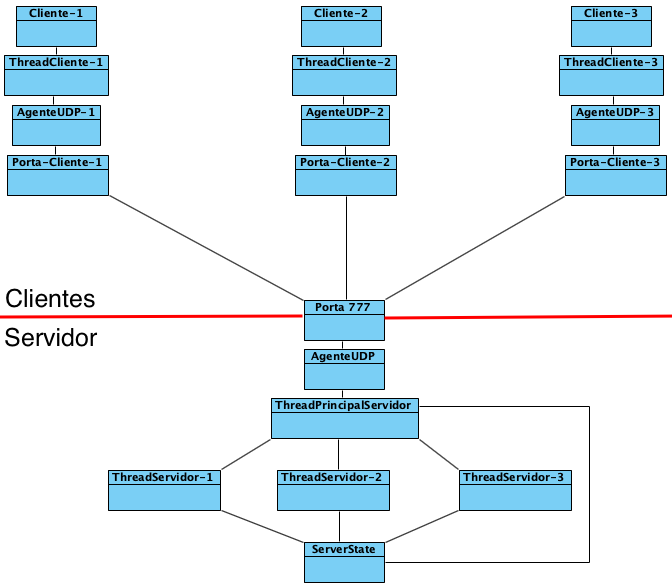 Cliente-1
Cliente-2
Cliente-3
ThreadCliente-1
ThreadCliente-2
ThreadCliente-3
AgenteUDP-1
AgenteUDP-2
AgenteUDP-3
Porta-Cliente-1
Porta-Cliente-2
Porta-Cliente-3
Clientes
Porta 777
Servidor
AgenteUDP
ThreadPrincipalServidor
ThreadServidor-1
ThreadServidor-2
ThreadServidor-3
ServerState